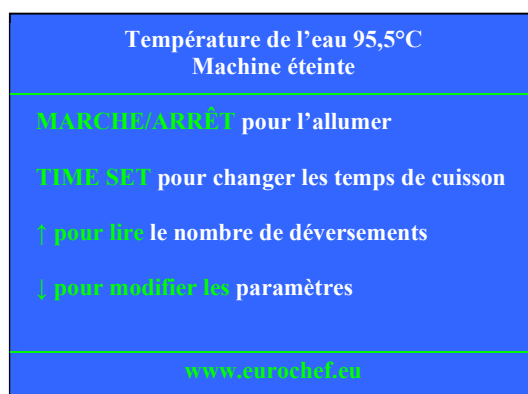 Température de l’eau 95,5°C
Machine éteinte
MARCHE/ARRÊT pour l’allumer
TIME SET pour changer les temps de cuisson
↑ pour lire le nombre de déversements
↓ pour modifier les paramètres
www.eurochef.eu